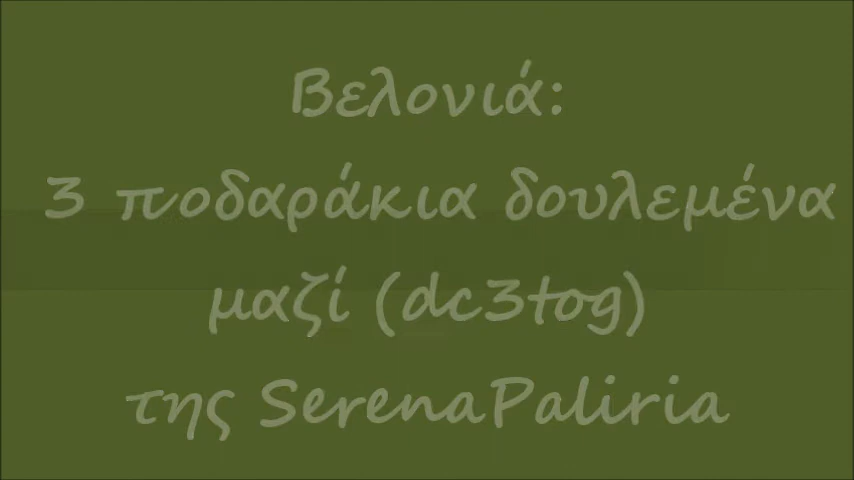 Βελονιά:
3 ποδαράκια δουλεμένα
μαζί (dc3tog)
της SerenaPaliria